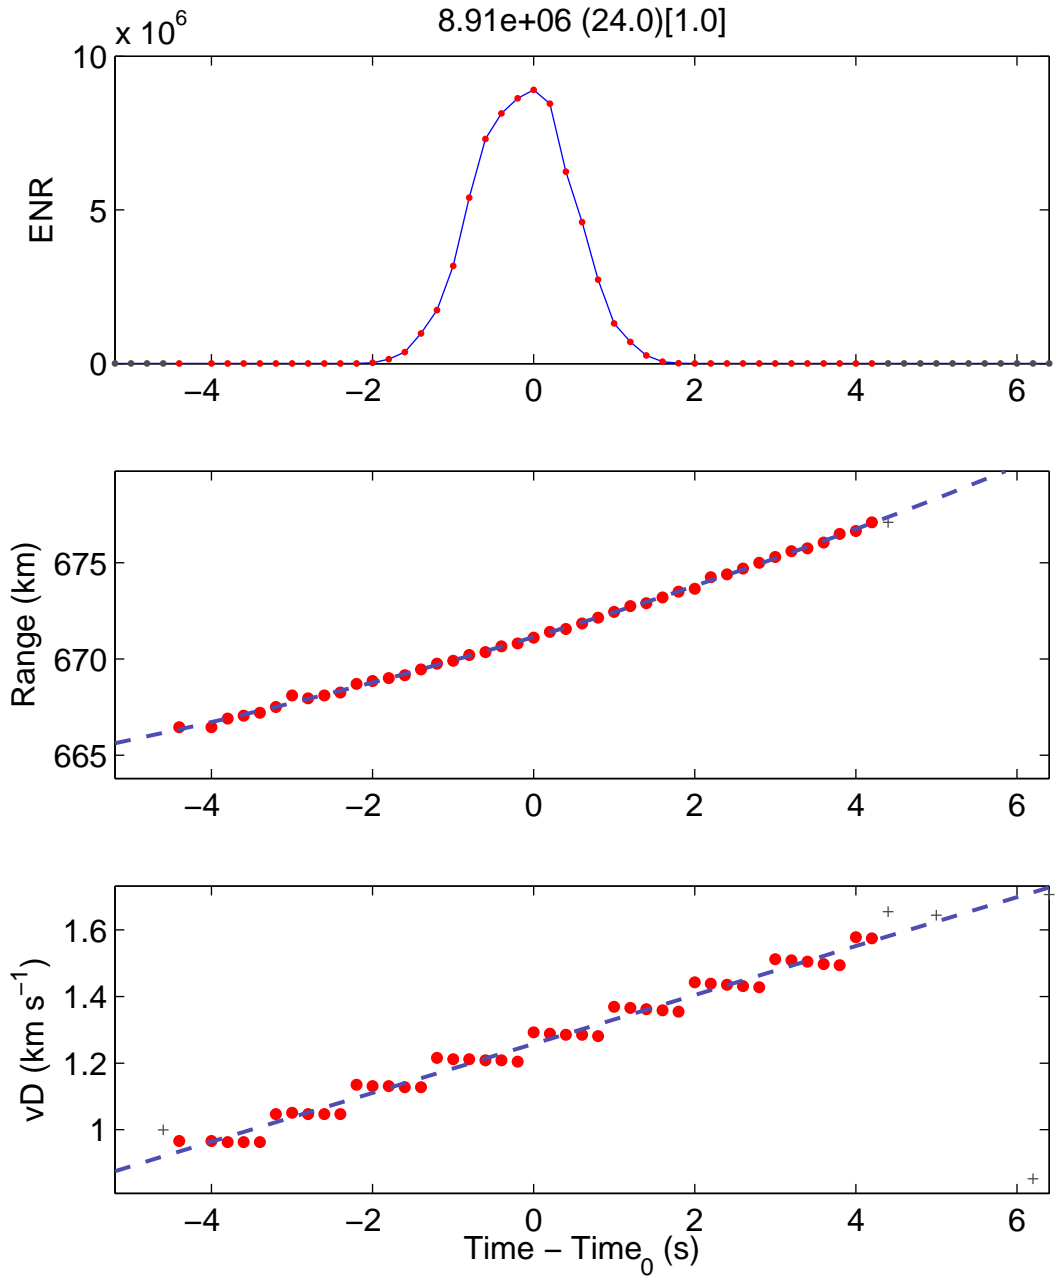 8.91e+06 (24.0)[1.0]
x 10^6
10
5
0
ENR
−4 −2 0 2 4 6
675
670
665
Range (km)
−4 −2 0 2 4 6
1.6
1.4
1.2
1
vD (km s^−1)
−4 −2 0 2 4 6
Time − Time_0 (s)